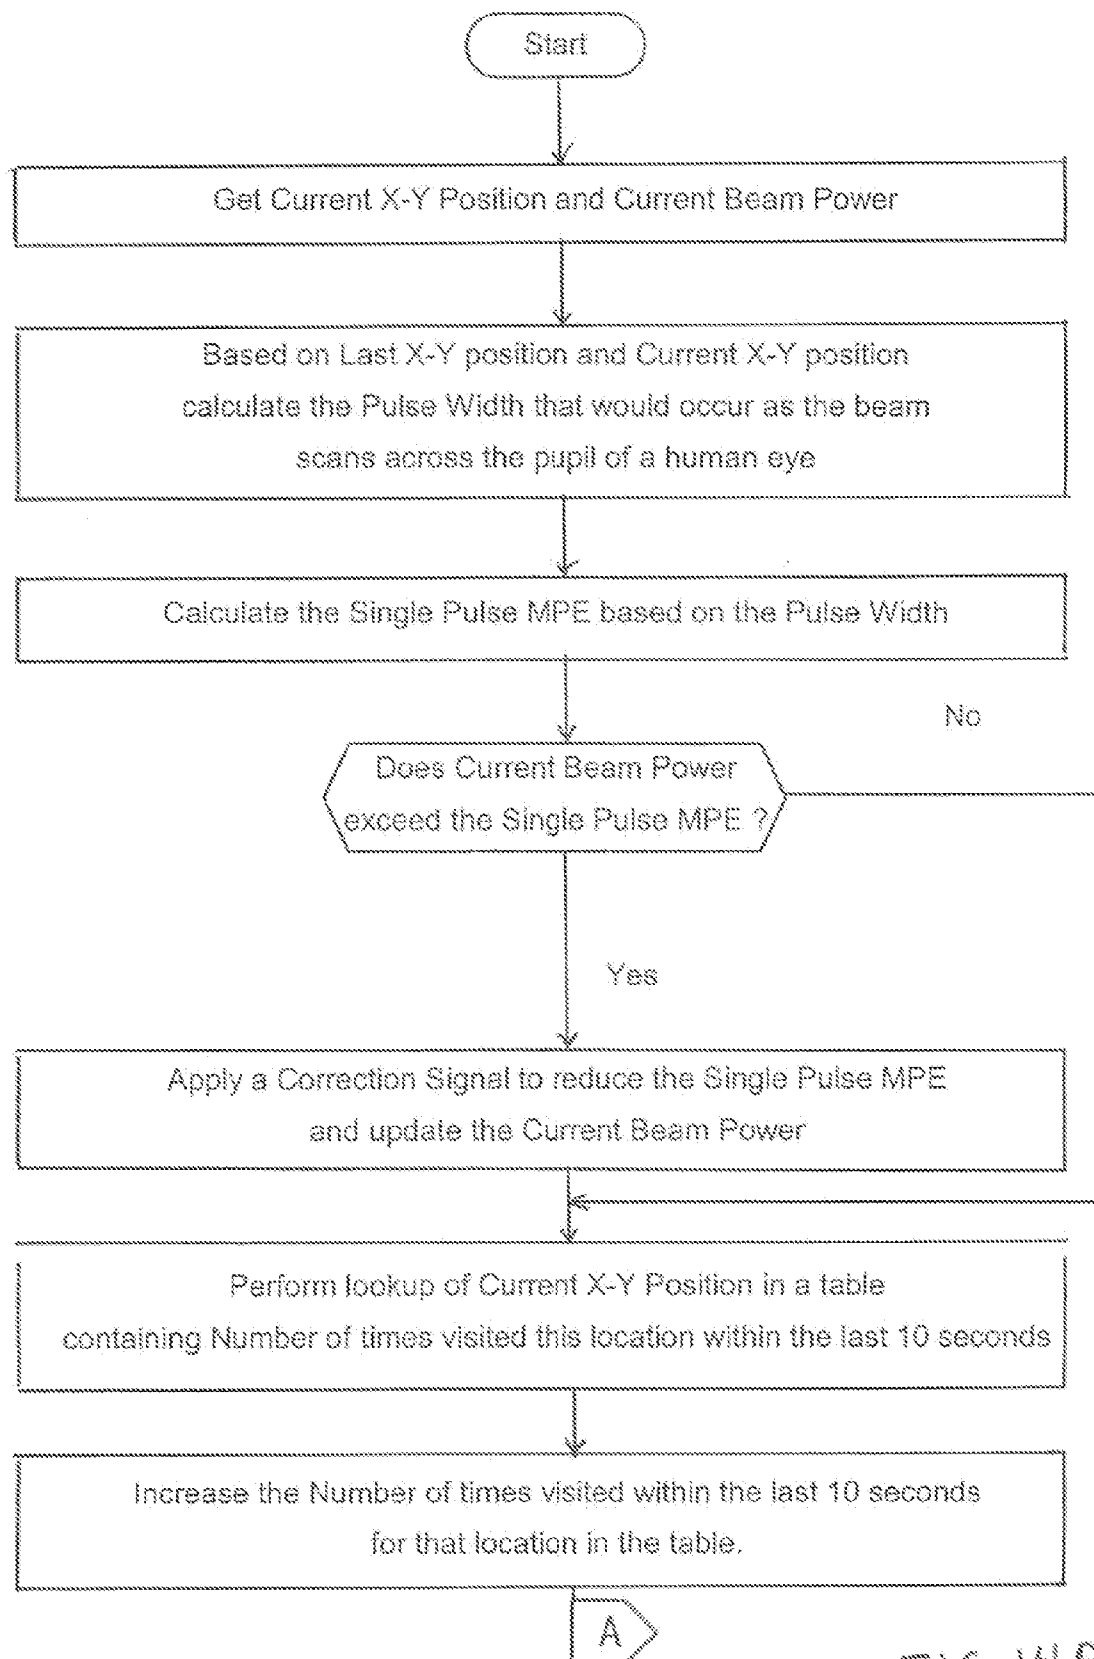 Start
Get Current X-Y Position and Current Beam Power
Based on Last X-Y position and Current X-Y position
calculate the Pulse Width that would occur as the beam
scans across the pupil of a human eye
Calculate the Single Pulse MPE based on the Pulse Width
No
Does Current Beam Power
exceed the Single Pulse MPE ?
Yes
Apply a Correction Signal to reduce the Single Pulse MPE
and update the Current Beam Power
Perform lookup of Current X-Y Position in a table
containing Number of times visited this location within the last 10 seconds
Increase the Number of times visited within the last 10 seconds
for that location in the table.
A